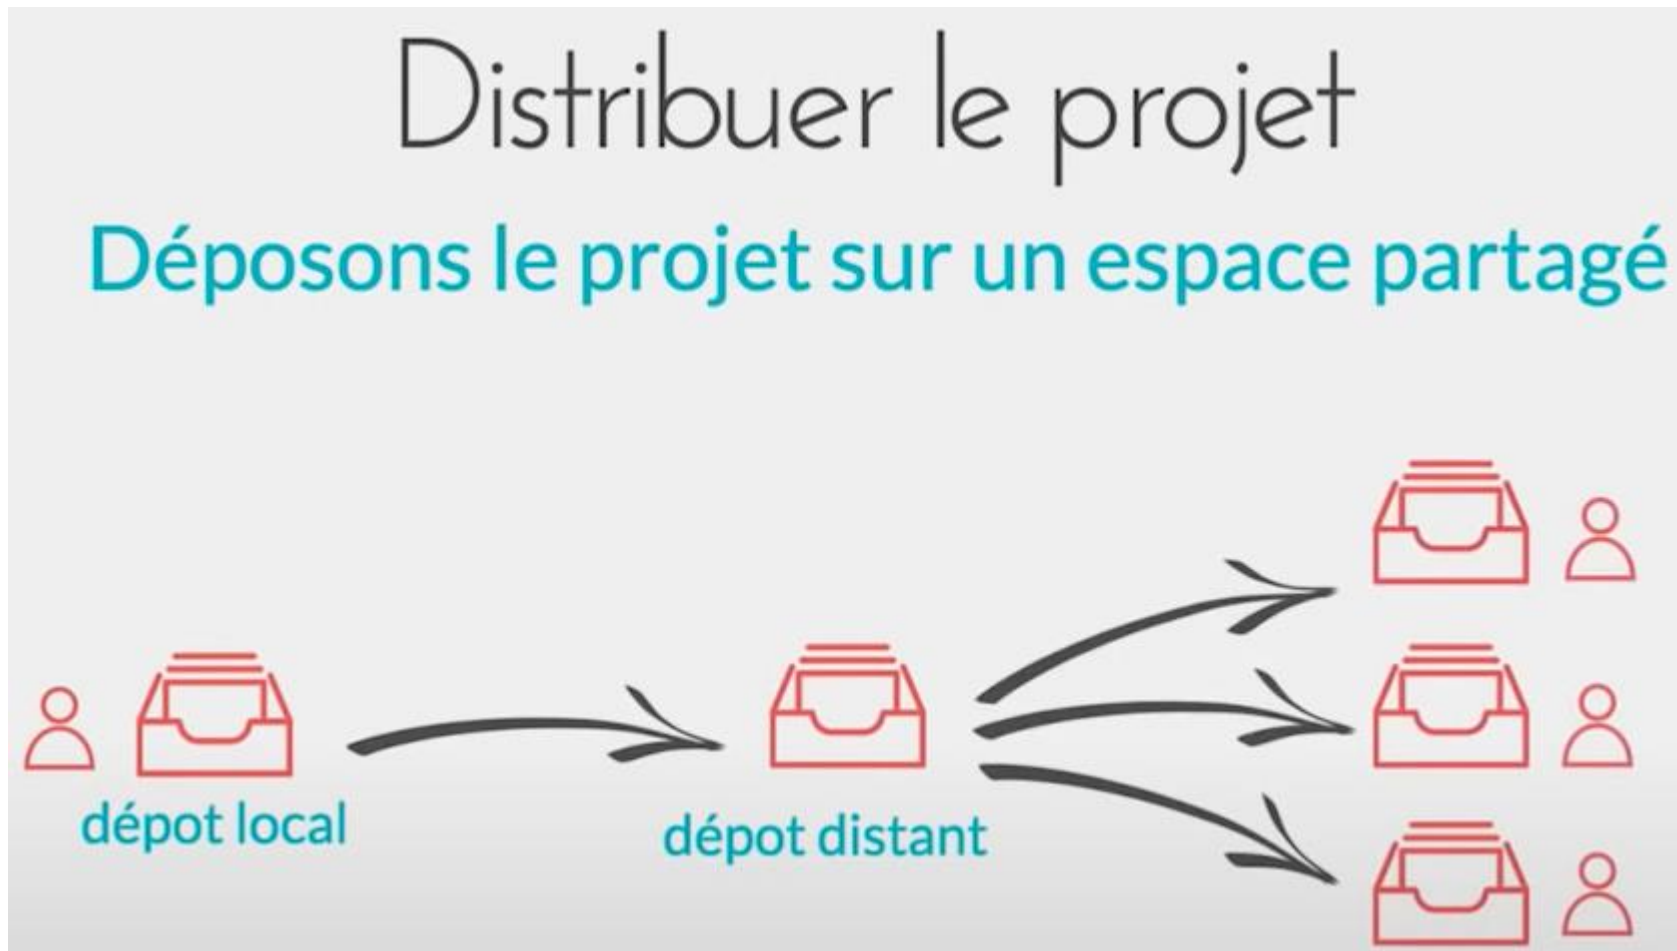 Distribuer le projet
Déposons le projet sur un espace partagé
dépot local
dépot distant